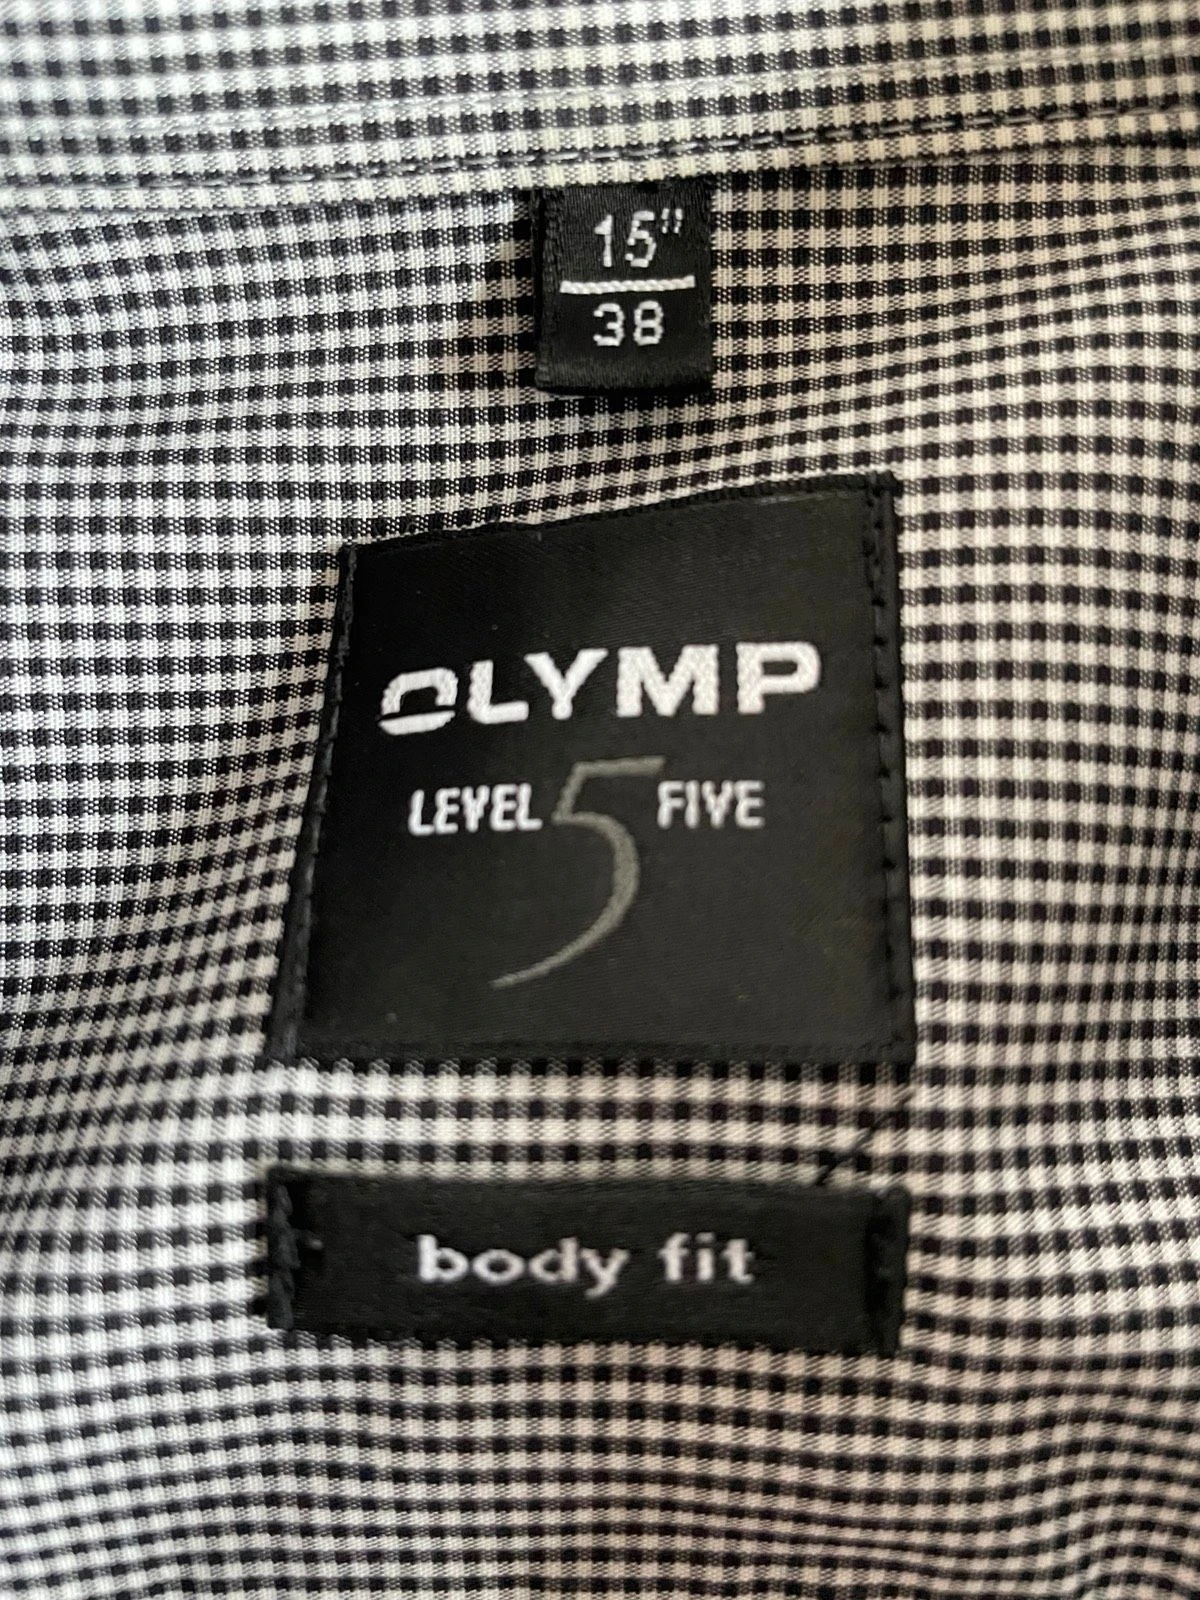 15"
38
OLYMP
LEVEL 5 FIVE
body fit